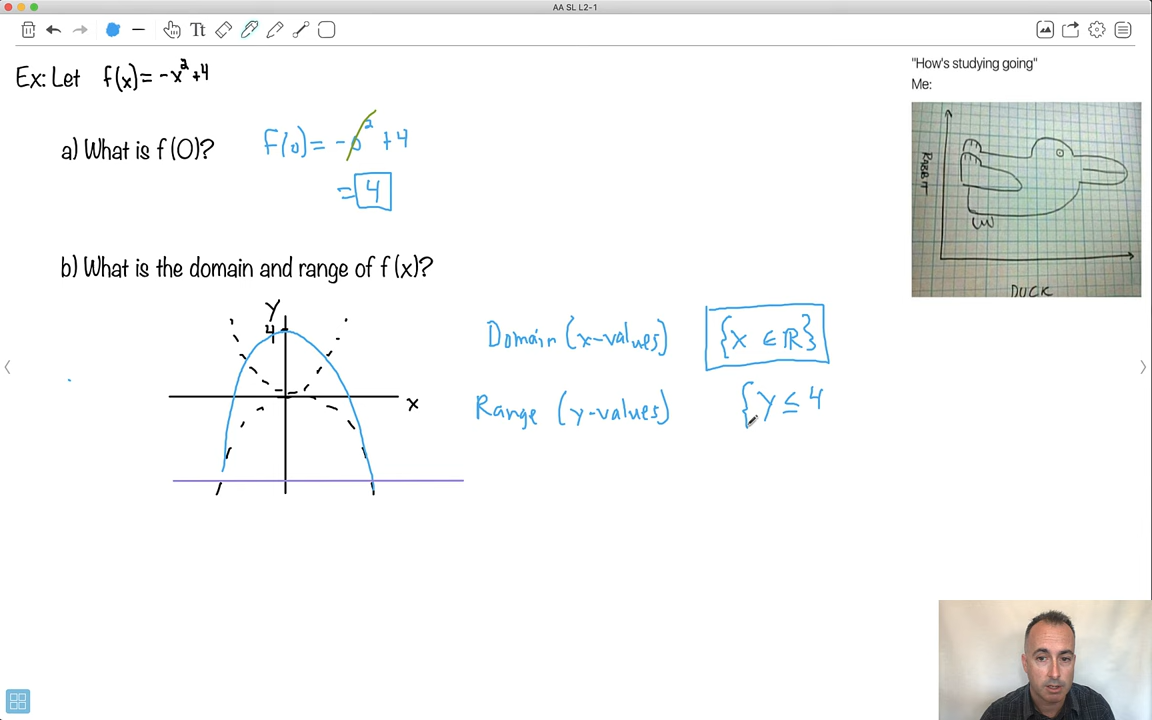 AA SL L2-1
Tt
Ex: Let f(x) = -x² + 4
"How's studying going"
Me:
a) What is f(0)?
f(0) = -0² + 4
= 4
RABBIT
DUCK
b) What is the domain and range of f(x)?
y
4
x
Domain (x-values) {x ∈ ℝ}
Range (y-values) {y ≤ 4